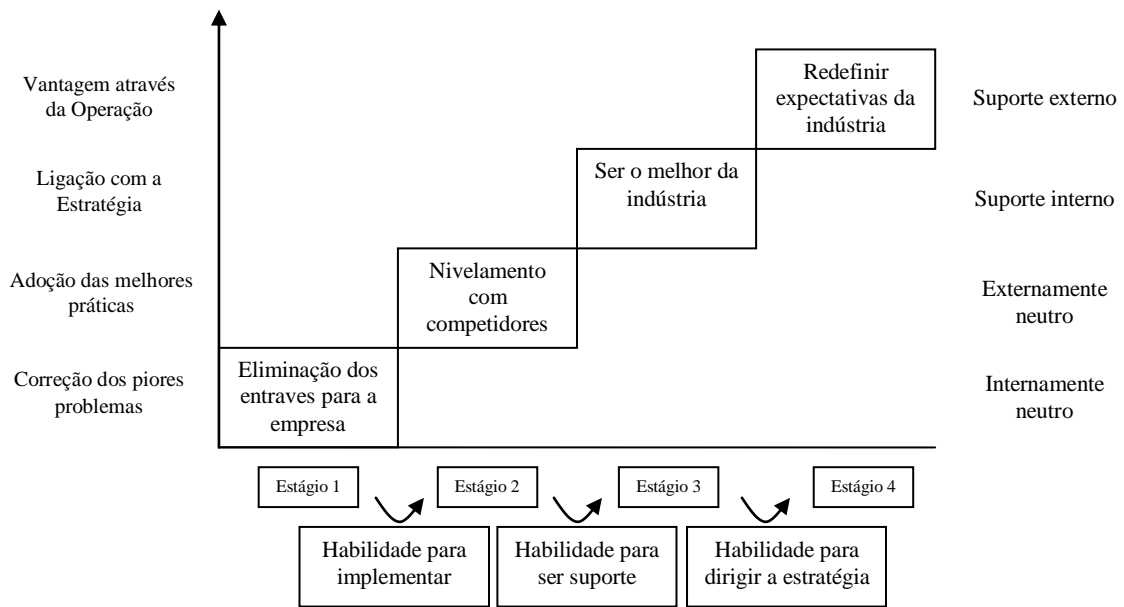 Vantagem através
da Operação
Redefinir
expectativas da
indústria
Suporte externo
Ligação com a
Estratégia
Ser o melhor da
indústria
Suporte interno
Adoção das melhores
práticas
Nivelamento
com
competidores
Externamente
neutro
Correção dos piores
problemas
Eliminação dos
entraves para a
empresa
Internamente
neutro
Estágio 1
Estágio 2
Estágio 3
Estágio 4
Habilidade para
implementar
Habilidade para
ser suporte
Habilidade para
dirigir a estratégia